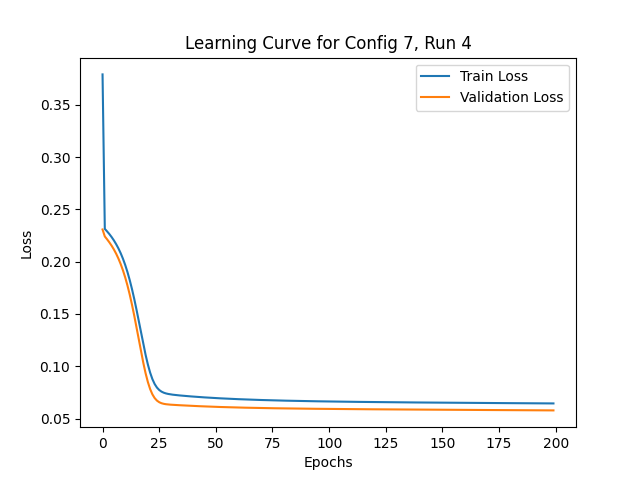 Learning Curve for Config 7, Run 4
Train Loss
Validation Loss
0.35
0.30
0.25
0.20
0.15
0.10
0.05
Loss
0 25 50 75 100 125 150 175 200
Epochs